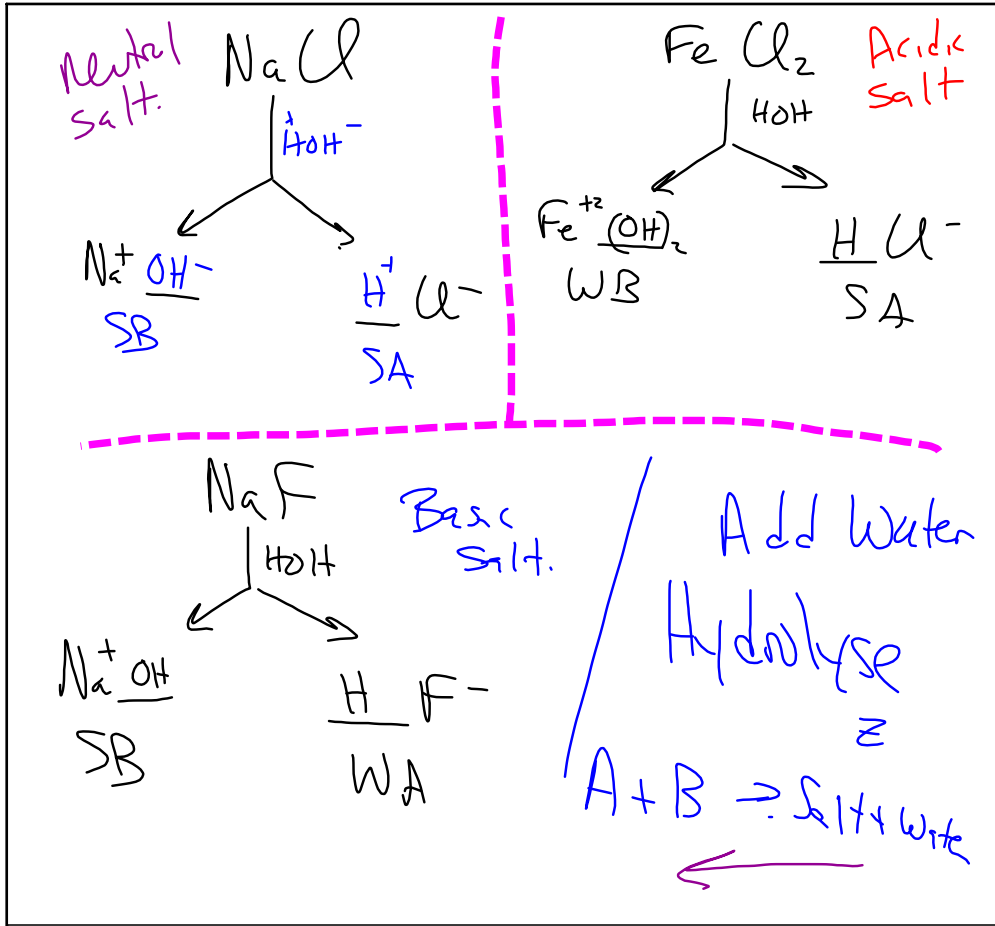 Neutral
Salt.
NaCl
+HOH-
Na+ OH-
SB
H+ Cl-
SA
FeCl2
Acidic
Salt
HOH
Fe+2(OH)2
WB
H Cl-
SA
NaF
HOH
Basic
Salt.
Na+ OH
SB
H F-
WA
Add Water
Hydrolyse
z
A+B → Salt+Water